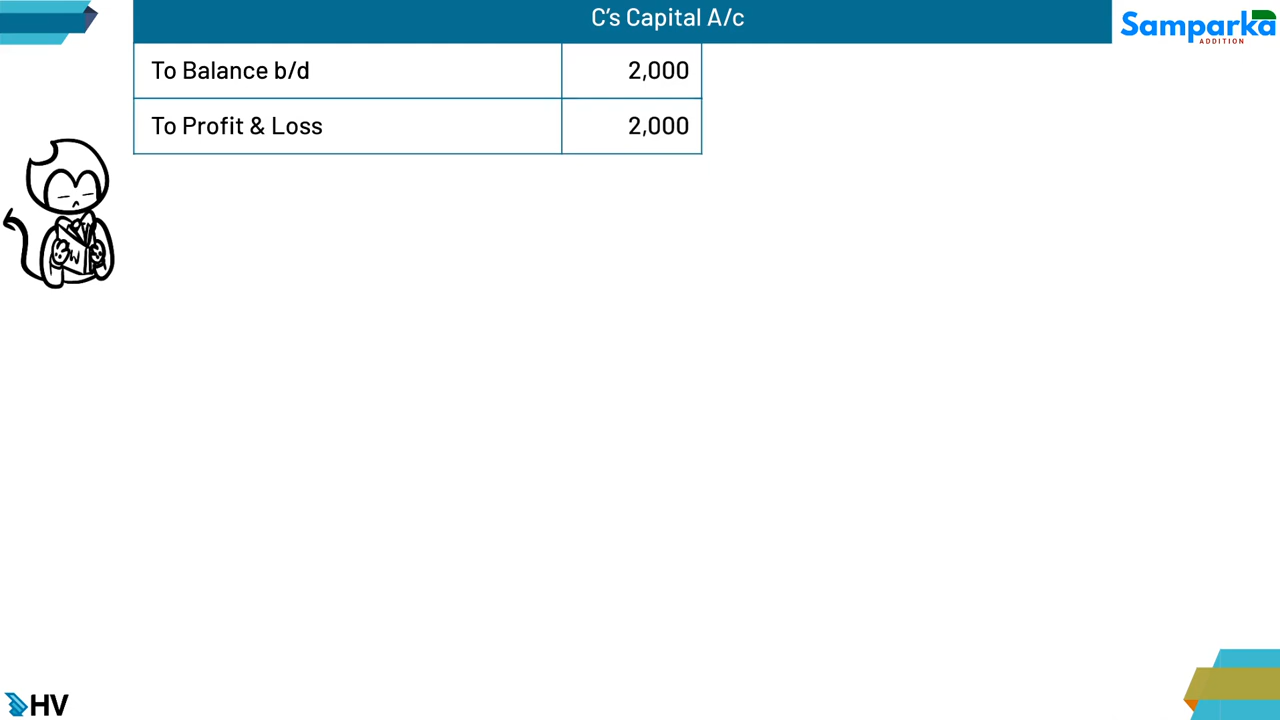 C’s Capital A/c
Samparka
ADDITION
To Balance b/d 2,000
To Profit & Loss 2,000
W
HV